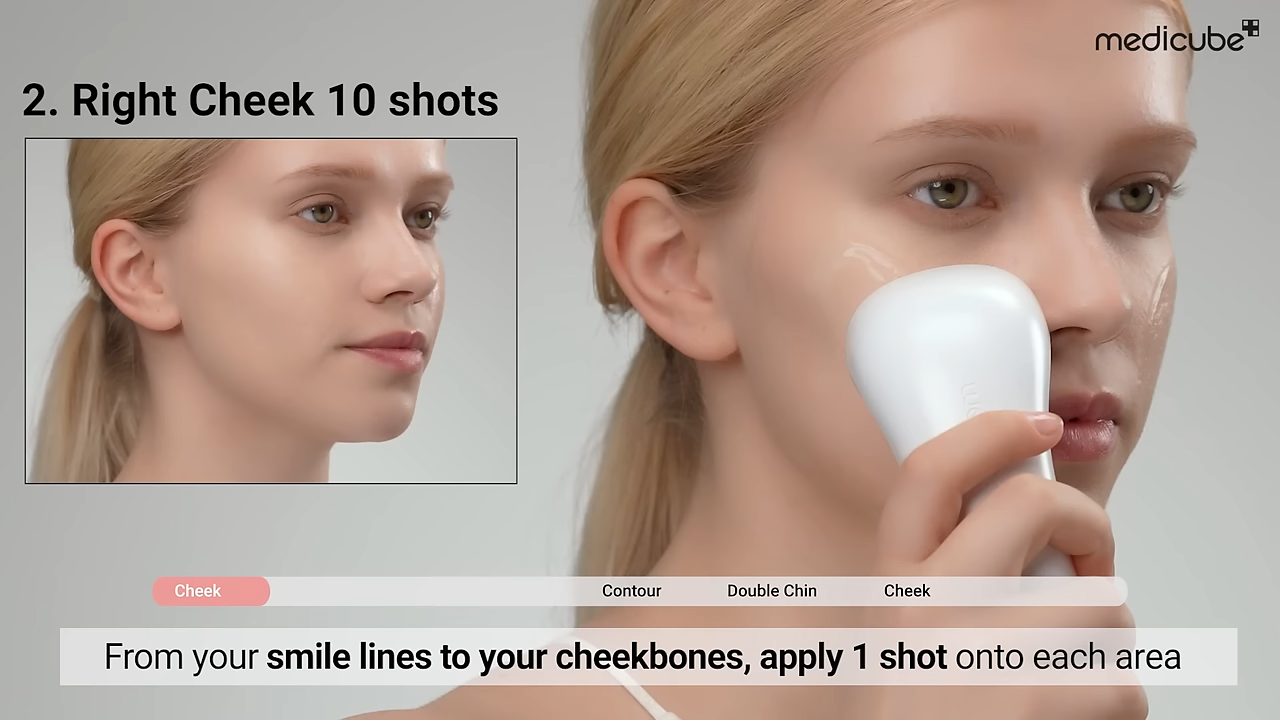 medicube
2. Right Cheek 10 shots
Cheek Contour Double Chin Cheek
From your smile lines to your cheekbones, apply 1 shot onto each area